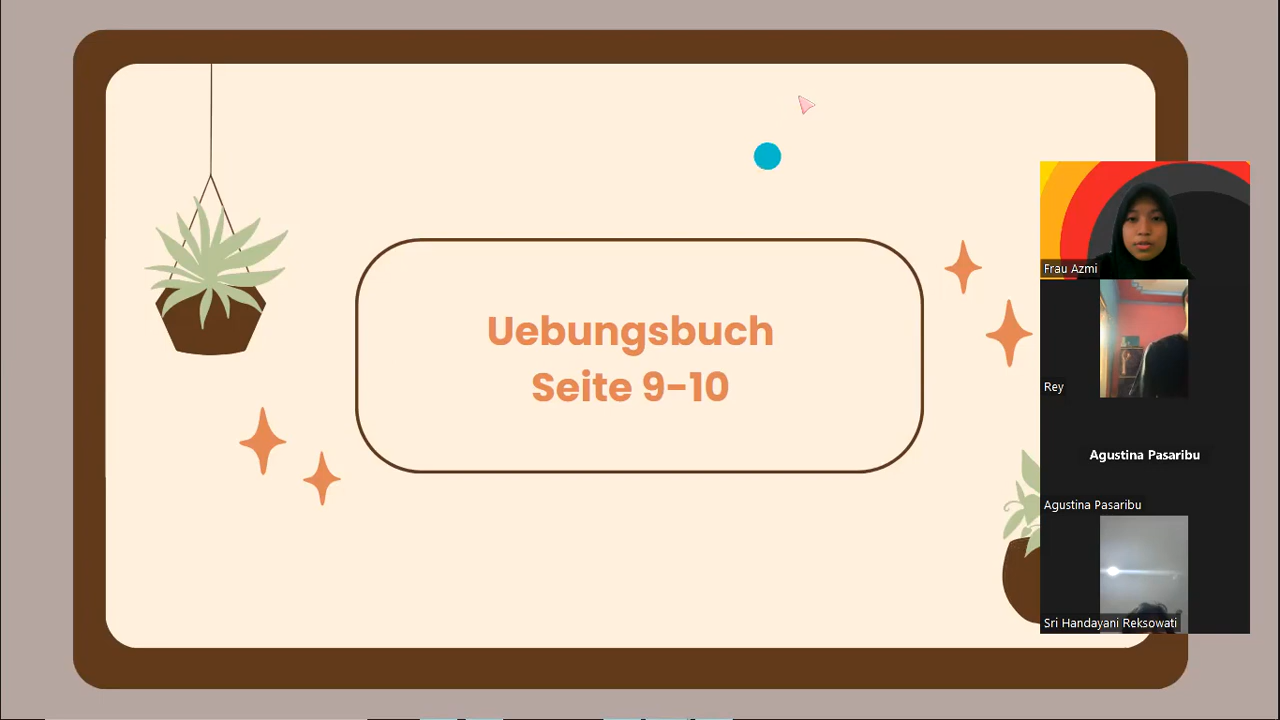 Uebungsbuch
Seite 9-10
Frau Azmi
Rey
Agustina Pasaribu
Agustina Pasaribu
Sri Handayani Reksowati